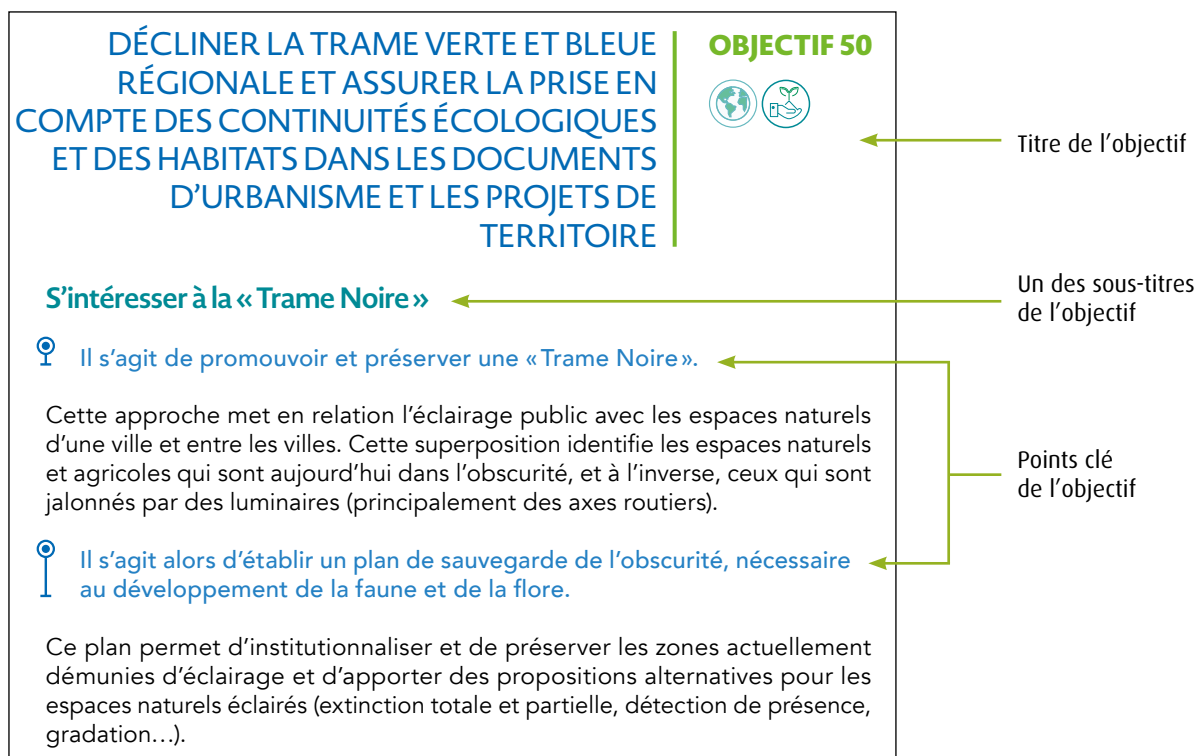 DÉCLINER LA TRAME VERTE ET BLEUE
RÉGIONALE ET ASSURER LA PRISE EN
COMPTE DES CONTINUITÉS ÉCOLOGIQUES
ET DES HABITATS DANS LES DOCUMENTS
D'URBANISME ET LES PROJETS DE
TERRITOIRE
OBJECTIF 50
Titre de l'objectif
S'intéresser à la « Trame Noire »
Un des sous-titres
de l'objectif
Il s'agit de promouvoir et préserver une « Trame Noire ».
Cette approche met en relation l'éclairage public avec les espaces naturels
d'une ville et entre les villes. Cette superposition identifie les espaces naturels
et agricoles qui sont aujourd'hui dans l'obscurité, et à l'inverse, ceux qui sont
jalonnés par des luminaires (principalement des axes routiers).
Points clé
de l'objectif
Il s'agit alors d'établir un plan de sauvegarde de l'obscurité, nécessaire
au développement de la faune et de la flore.
Ce plan permet d'institutionnaliser et de préserver les zones actuellement
démunies d'éclairage et d'apporter des propositions alternatives pour les
espaces naturels éclairés (extinction totale et partielle, détection de présence,
gradation…).